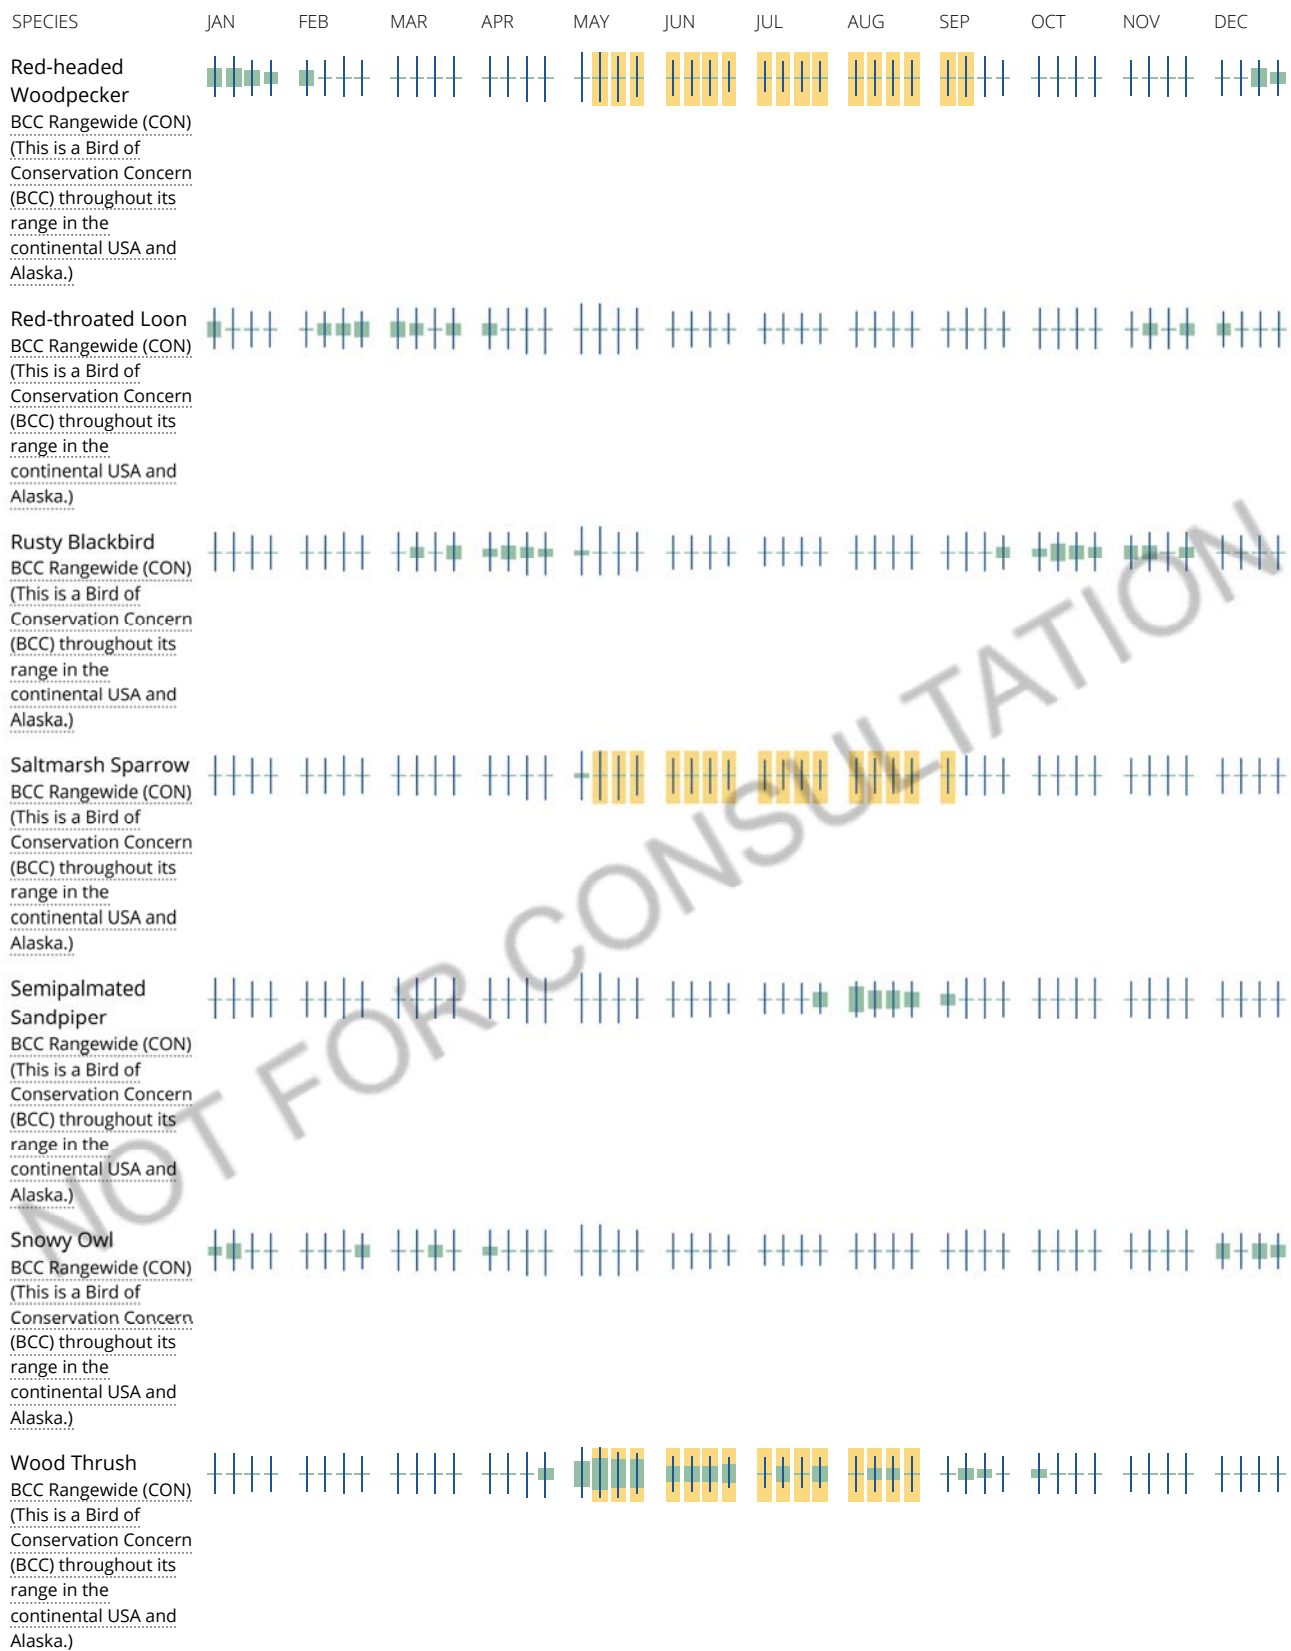 SPECIES JAN FEB MAR APR MAY JUN JUL AUG SEP OCT NOV DEC
Red-headed
Woodpecker
BCC Rangewide (CON)
(This is a Bird of
Conservation Concern
(BCC) throughout its
range in the
continental USA and
Alaska.)
Red-throated Loon
BCC Rangewide (CON)
(This is a Bird of
Conservation Concern
(BCC) throughout its
range in the
continental USA and
Alaska.)
Rusty Blackbird
BCC Rangewide (CON)
(This is a Bird of
Conservation Concern
(BCC) throughout its
range in the
continental USA and
Alaska.)
Saltmarsh Sparrow
BCC Rangewide (CON)
(This is a Bird of
Conservation Concern
(BCC) throughout its
range in the
continental USA and
Alaska.)
Semipalmated
Sandpiper
BCC Rangewide (CON)
(This is a Bird of
Conservation Concern
(BCC) throughout its
range in the
continental USA and
Alaska.)
Snowy Owl
BCC Rangewide (CON)
(This is a Bird of
Conservation Concern
(BCC) throughout its
range in the
continental USA and
Alaska.)
Wood Thrush
BCC Rangewide (CON)
(This is a Bird of
Conservation Concern
(BCC) throughout its
range in the
continental USA and
Alaska.)
NOT FOR CONSULTATION